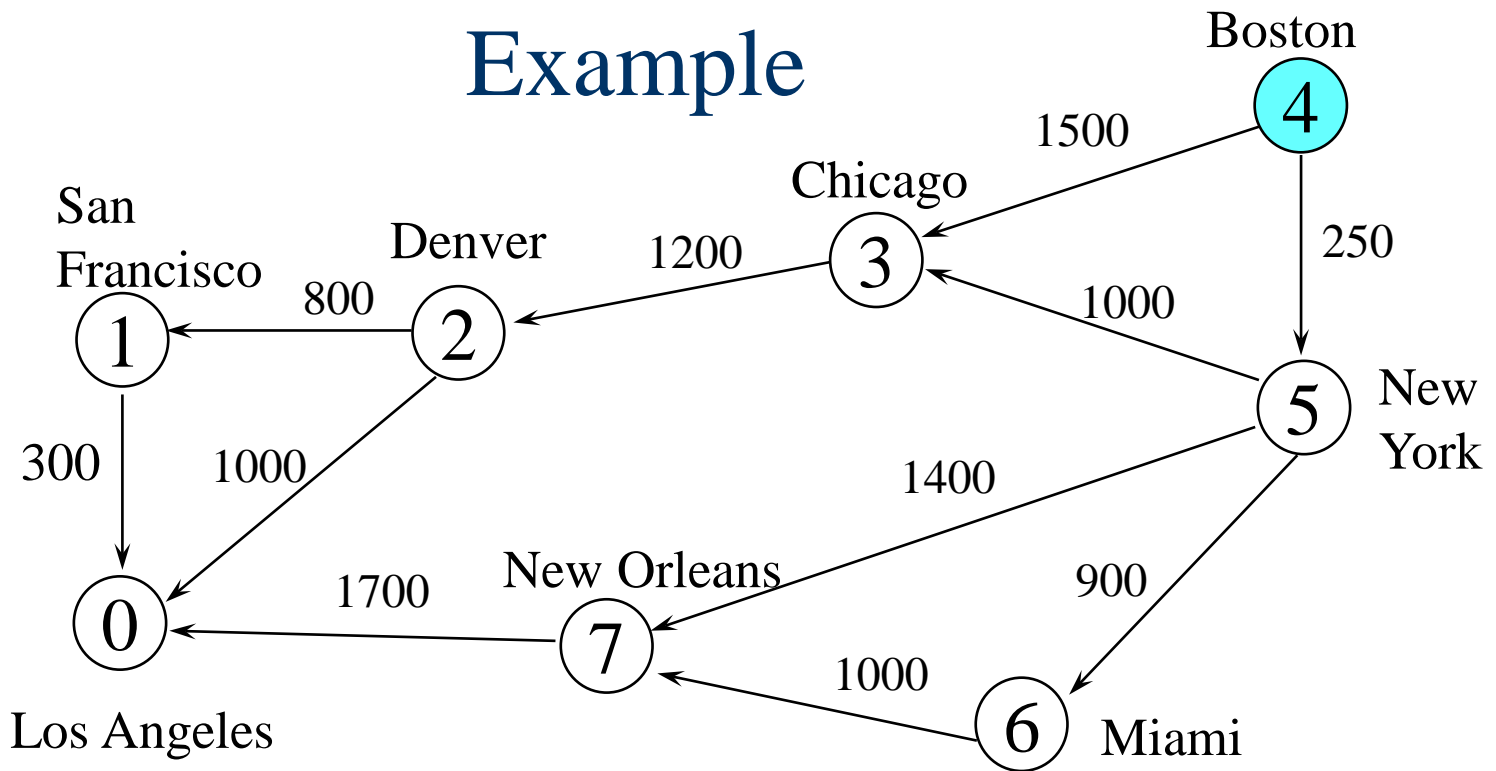 Example
Boston
4
1500
Chicago
San
Francisco
Denver
1200
3
250
800
1000
1
2
5
New
York
300
1000
1400
New Orleans
1700
900
0
7
1000
6
Los Angeles
Miami